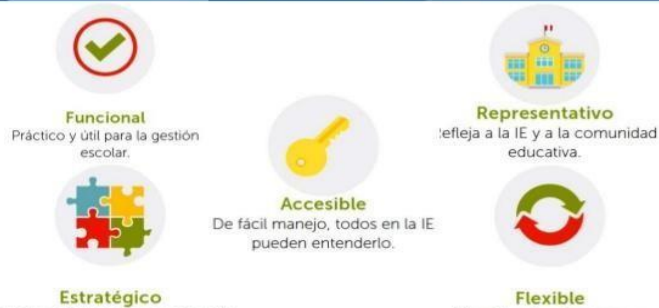 Funcional
Práctico y útil para la gestión
escolar.
Representativo
efleja a la IE y a la comunidad
educativa.
Accesible
De fácil manejo, todos en la IE
pueden entenderlo.
Estratégico
Flexible